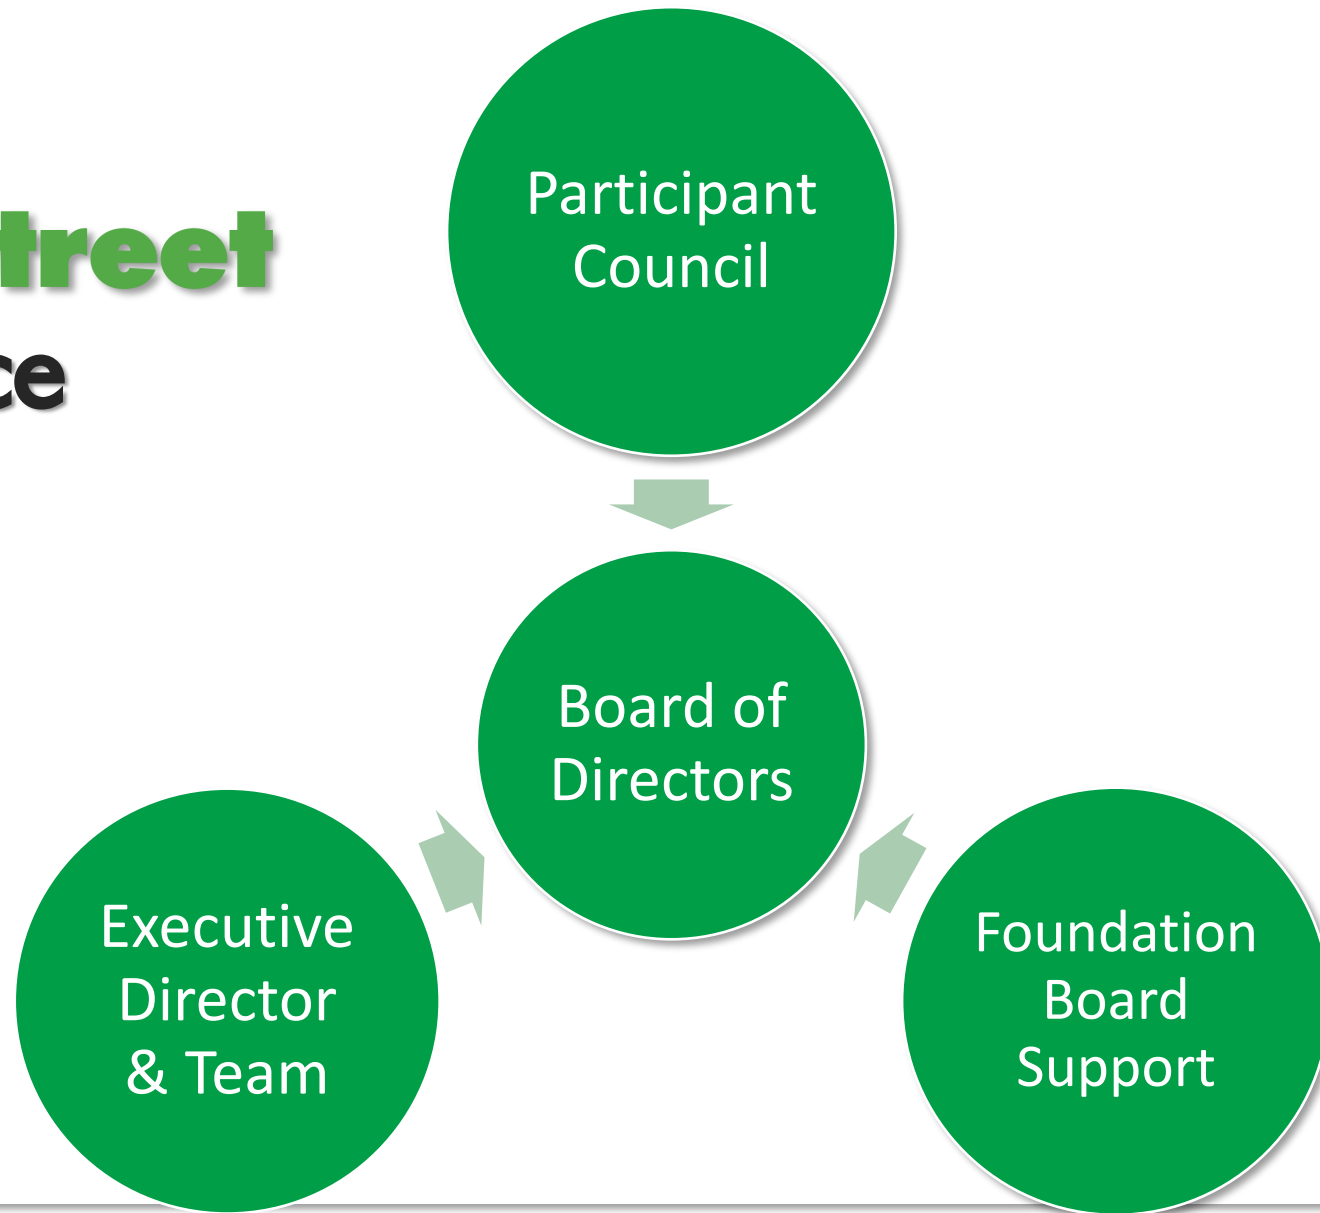 treet
ce
Participant
Council
Board of
Directors
Executive
Director
& Team
Foundation
Board
Support